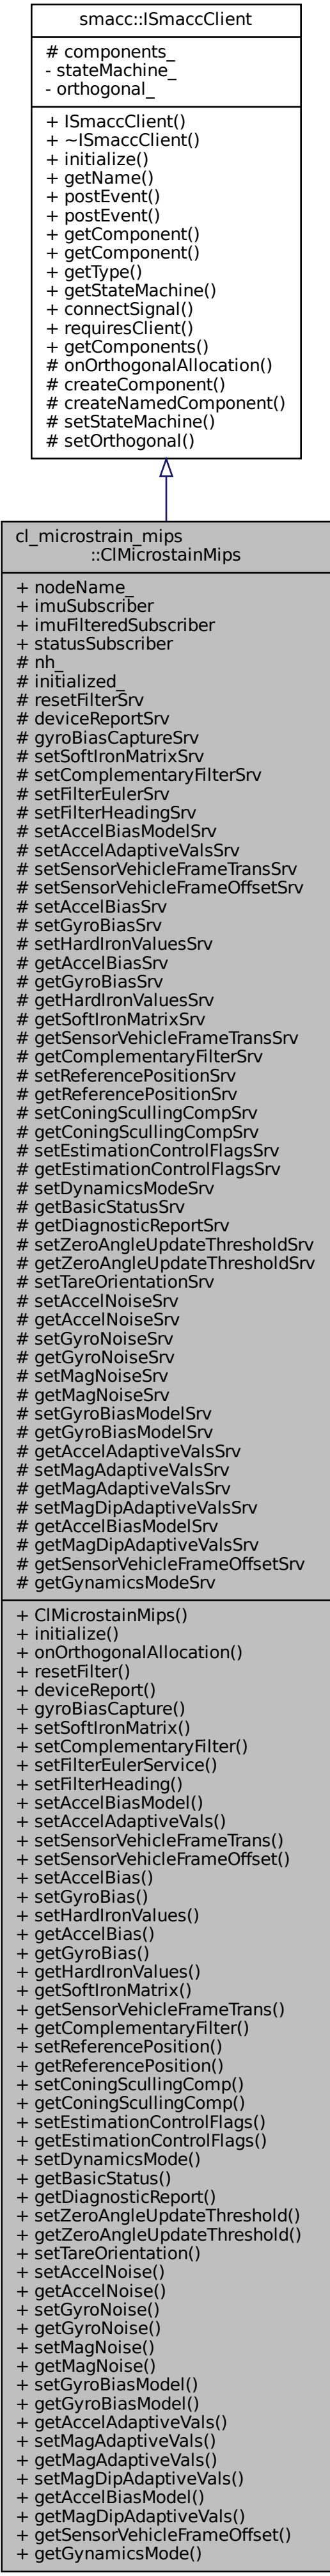 smacc::ISmaccClient
# components_
- stateMachine_
- orthogonal_
+ ISmaccClient()
+ ~ISmaccClient()
+ initialize()
+ getName()
+ postEvent()
+ postEvent()
+ getComponent()
+ getComponent()
+ getType()
+ getStateMachine()
+ connectSignal()
+ requiresClient()
+ getComponents()
# onOrthogonalAllocation()
# createComponent()
# createNamedComponent()
# setStateMachine()
# setOrthogonal()
cl_microstrain_mips
::ClMicrostainMips
+ nodeName_
+ imuSubscriber
+ imuFilteredSubscriber
+ statusSubscriber
# nh_
# initialized_
# resetFilterSrv
# deviceReportSrv
# gyroBiasCaptureSrv
# setSoftIronMatrixSrv
# setComplementaryFilterSrv
# setFilterEulerSrv
# setFilterHeadingSrv
# setAccelBiasModelSrv
# setAccelAdaptiveValsSrv
# setSensorVehicleFrameTransSrv
# setSensorVehicleFrameOffsetSrv
# setAccelBiasSrv
# setGyroBiasSrv
# setHardIronValuesSrv
# getAccelBiasSrv
# getGyroBiasSrv
# getHardIronValuesSrv
# getSoftIronMatrixSrv
# getSensorVehicleFrameTransSrv
# getComplementaryFilterSrv
# setReferencePositionSrv
# getReferencePositionSrv
# setConingScullingCompSrv
# getConingScullingCompSrv
# setEstimationControlFlagsSrv
# getEstimationControlFlagsSrv
# setDynamicsModeSrv
# getBasicStatusSrv
# getDiagnosticReportSrv
# setZeroAngleUpdateThresholdSrv
# getZeroAngleUpdateThresholdSrv
# setTareOrientationSrv
# setAccelNoiseSrv
# getAccelNoiseSrv
# setGyroNoiseSrv
# getGyroNoiseSrv
# setMagNoiseSrv
# getMagNoiseSrv
# setGyroBiasModelSrv
# getGyroBiasModelSrv
# getAccelAdaptiveValsSrv
# setMagAdaptiveValsSrv
# getMagAdaptiveValsSrv
# setMagDipAdaptiveValsSrv
# getAccelBiasModelSrv
# getMagDipAdaptiveValsSrv
# getSensorVehicleFrameOffsetSrv
# getGynamicsModeSrv
+ ClMicrostainMips()
+ initialize()
+ onOrthogonalAllocation()
+ resetFilter()
+ deviceReport()
+ gyroBiasCapture()
+ setSoftIronMatrix()
+ setComplementaryFilter()
+ setFilterEulerService()
+ setFilterHeading()
+ setAccelBiasModel()
+ setAccelAdaptiveVals()
+ setSensorVehicleFrameTrans()
+ setSensorVehicleFrameOffset()
+ setAccelBias()
+ setGyroBias()
+ setHardIronValues()
+ getAccelBias()
+ getGyroBias()
+ getHardIronValues()
+ getSoftIronMatrix()
+ getSensorVehicleFrameTrans()
+ getComplementaryFilter()
+ setReferencePosition()
+ getReferencePosition()
+ setConingScullingComp()
+ getConingScullingComp()
+ setEstimationControlFlags()
+ getEstimationControlFlags()
+ setDynamicsMode()
+ getBasicStatus()
+ getDiagnosticReport()
+ setZeroAngleUpdateThreshold()
+ getZeroAngleUpdateThreshold()
+ setTareOrientation()
+ setAccelNoise()
+ getAccelNoise()
+ setGyroNoise()
+ getGyroNoise()
+ setMagNoise()
+ getMagNoise()
+ setGyroBiasModel()
+ getGyroBiasModel()
+ getAccelAdaptiveVals()
+ setMagAdaptiveVals()
+ getMagAdaptiveVals()
+ setMagDipAdaptiveVals()
+ getAccelBiasModel()
+ getMagDipAdaptiveVals()
+ getSensorVehicleFrameOffset()
+ getGynamicsMode()